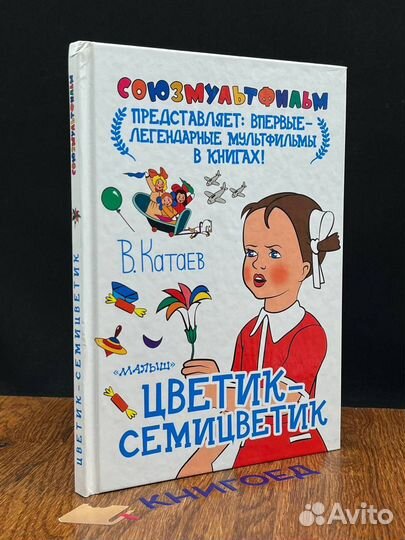 СОЮЗМУЛЬТФИЛЬМ
ПРЕДСТАВЛЯЕТ: ВПЕРВЫЕ-
ЛЕГЕНДАРНЫЕ МУЛЬТФИЛЬМЫ
В КНИГАХ!
В. Катаев
«МАЛЫШ»
ЦВЕТИК-
СЕМИЦВЕТИК
СОЮЗМУЛЬТФИЛЬМ
ЦВЕТИК-СЕМИЦВЕТИК
КНИГОЕД
Avito